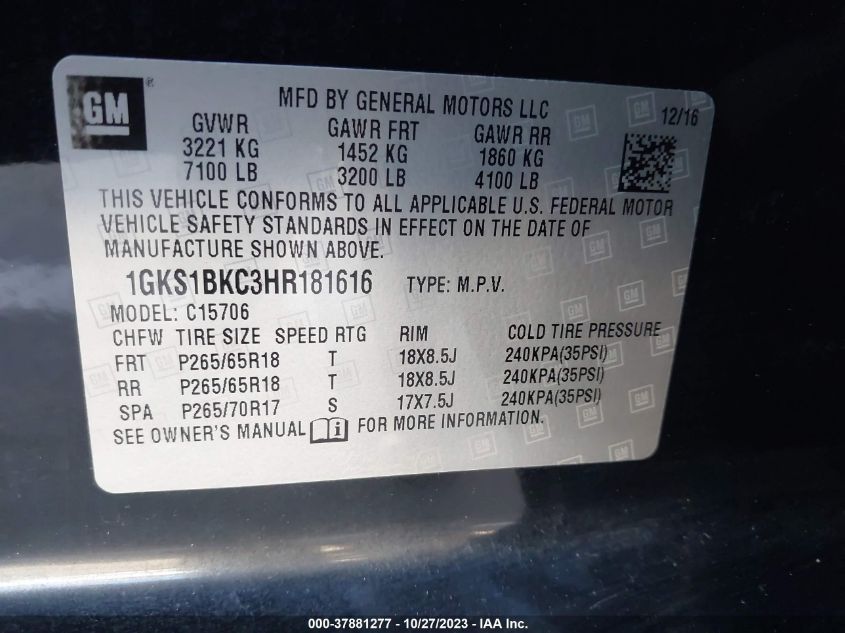 GM ®
MFD BY GENERAL MOTORS LLC
12/16
GVWR GAWR FRT GAWR RR
3221 KG 1452 KG 1860 KG
7100 LB 3200 LB 4100 LB
THIS VEHICLE CONFORMS TO ALL APPLICABLE U.S. FEDERAL MOTOR
VEHICLE SAFETY STANDARDS IN EFFECT ON THE DATE OF
MANUFACTURE SHOWN ABOVE.
1GKS1BKC3HR181616 TYPE: M.P.V.
MODEL: C15706
CHFW TIRE SIZE SPEED RTG RIM COLD TIRE PRESSURE
FRT P265/65R18 T 18X8.5J 240KPA(35PSI)
RR P265/65R18 T 18X8.5J 240KPA(35PSI)
SPA P265/70R17 S 17X7.5J 240KPA(35PSI)
SEE OWNER'S MANUAL i FOR MORE INFORMATION.
000-37881277 - 10/27/2023 - IAA Inc.